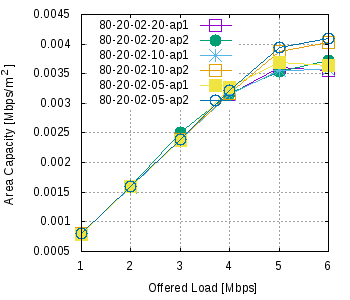 0.0045
0.004
0.0035
0.003
0.0025
0.002
0.0015
0.001
0.0005
Area Capacity [Mbps/m²]
80-20-02-20-ap1
80-20-02-20-ap2
80-20-02-10-ap1
80-20-02-10-ap2
80-20-02-05-ap1
80-20-02-05-ap2
1 2 3 4 5 6
Offered Load [Mbps]